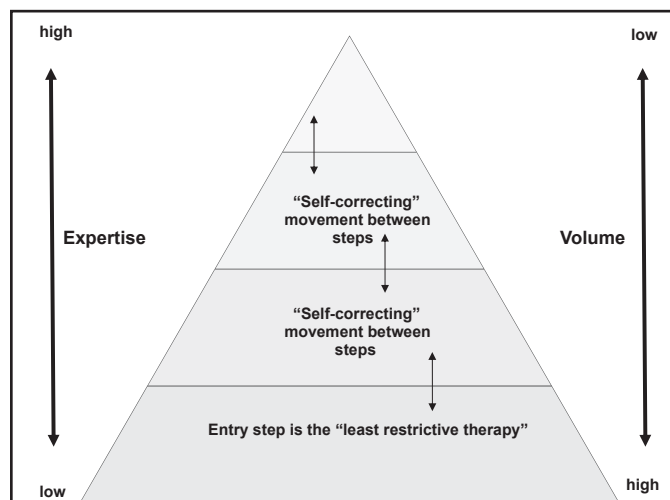 high
low
“Self-correcting”
movement between
steps
Expertise
Volume
“Self-correcting”
movement between
steps
Entry step is the “least restrictive therapy”
low
high